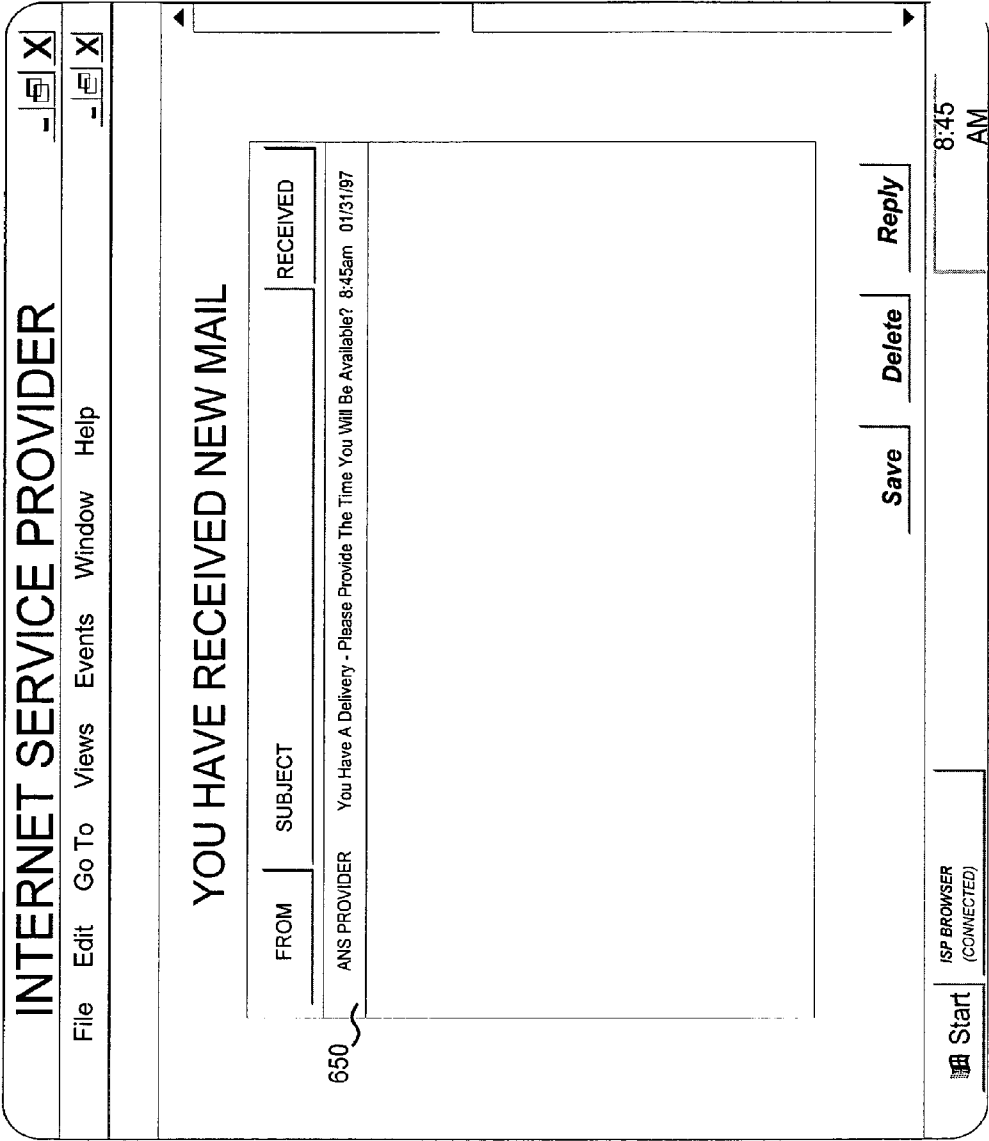 INTERNET SERVICE PROVIDER
- X
File Edit Go To Views Events Window Help
- X
YOU HAVE RECEIVED NEW MAIL
FROM SUBJECT RECEIVED
650 ANS PROVIDER You Have A Delivery - Please Provide The Time You Will Be Available? 8:45am 01/31/97
Save Delete Reply
Start
ISP BROWSER
(CONNECTED)
8:45
AM